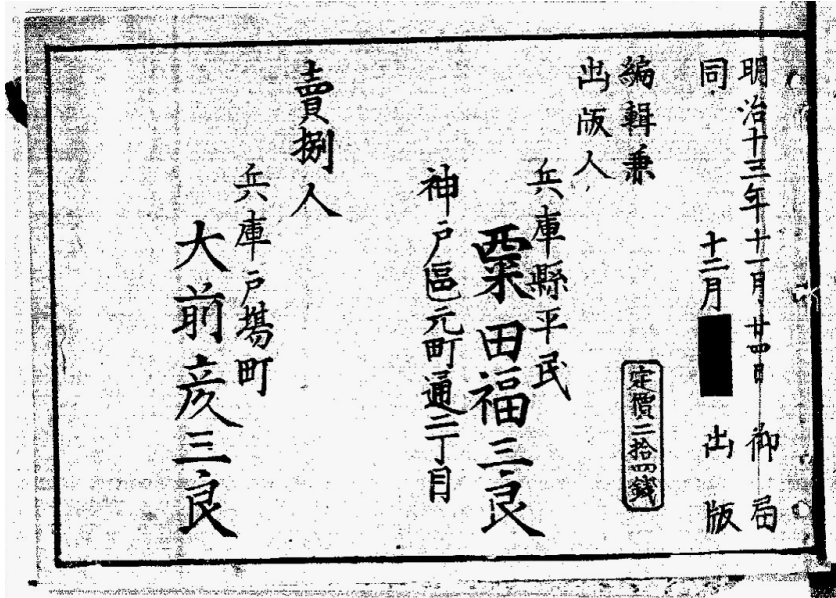 明治十三年十一月廿四日御届
同 十二月 出版
定價二拾四錢
編輯兼
出版人
兵庫縣平民
粟田福三良
神戸區元町通二丁目
賣捌人
兵庫戸場町
大前彦三良